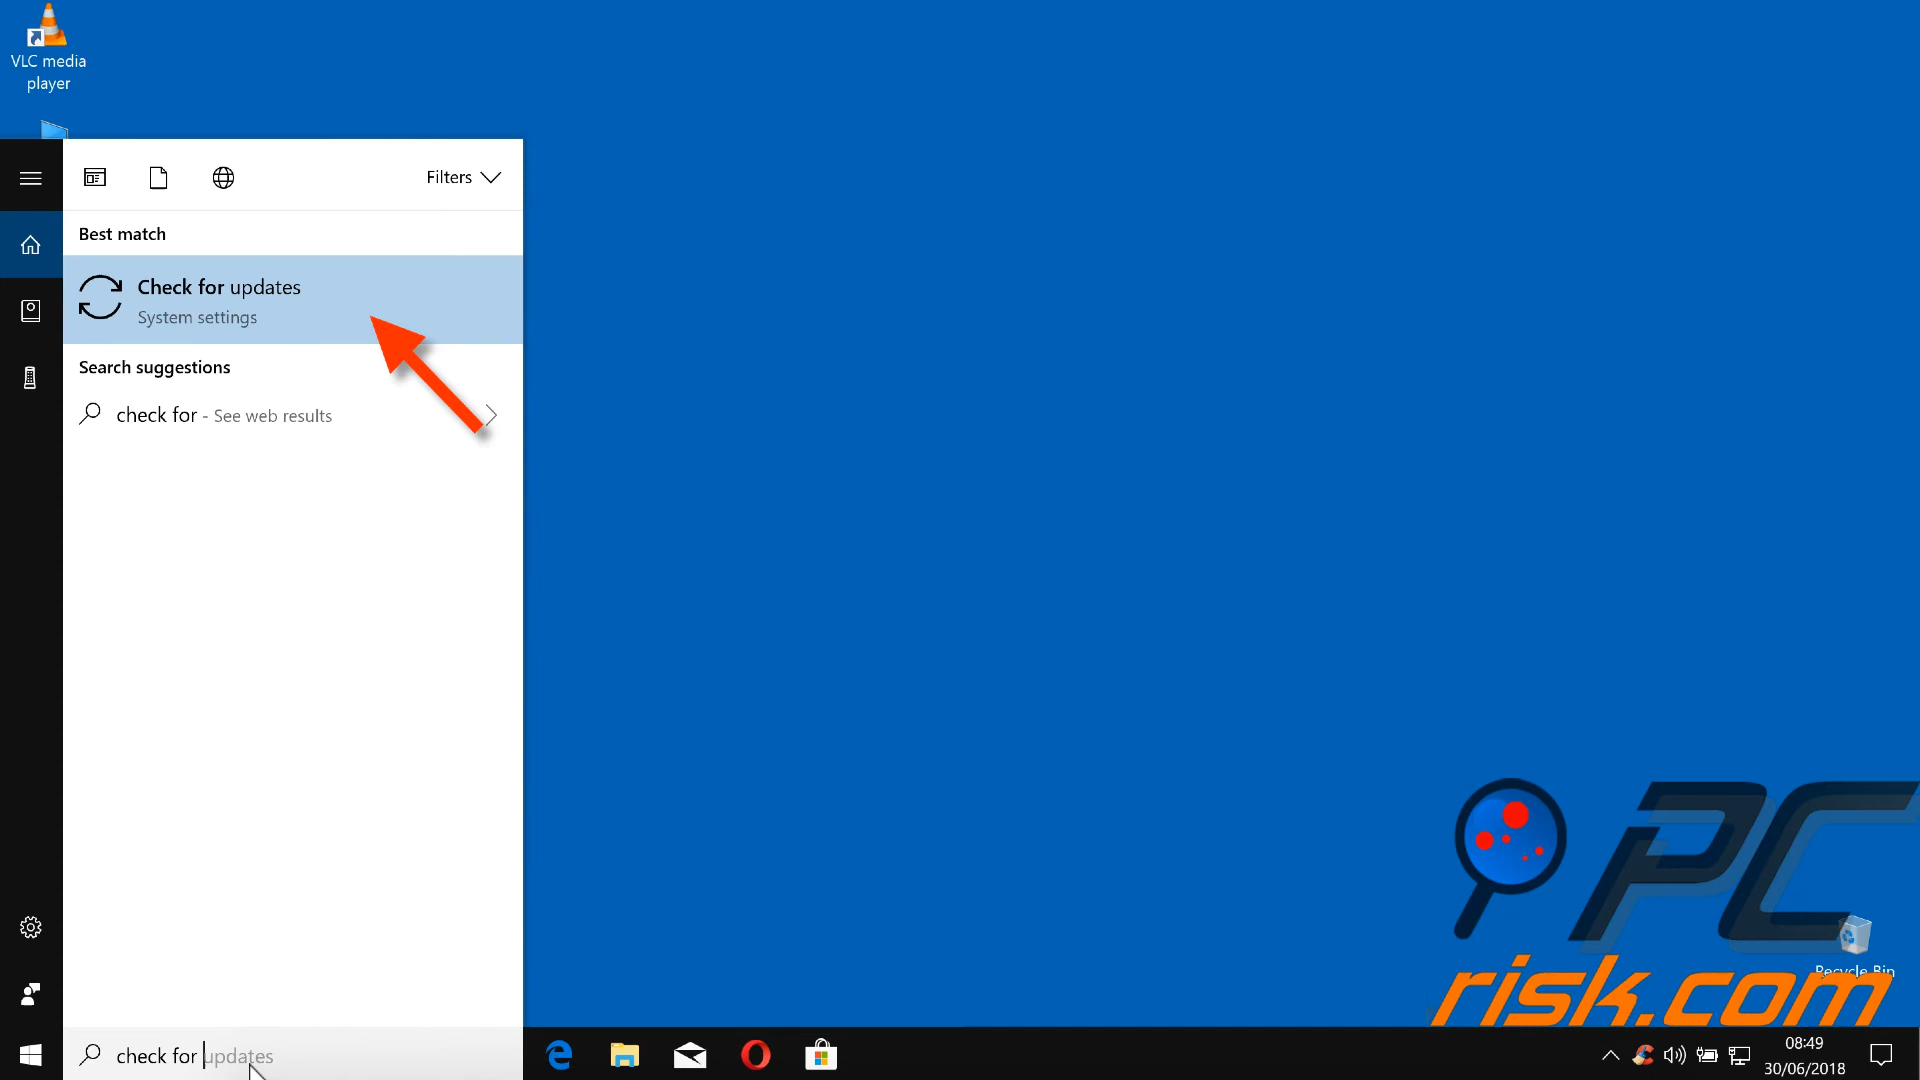 VLC media
player
Filters
Best match
Check for updates
System settings
Search suggestions
check for - See web results
PC
Recycle Bin
risk.com
check for updates
08:49
30/06/2018